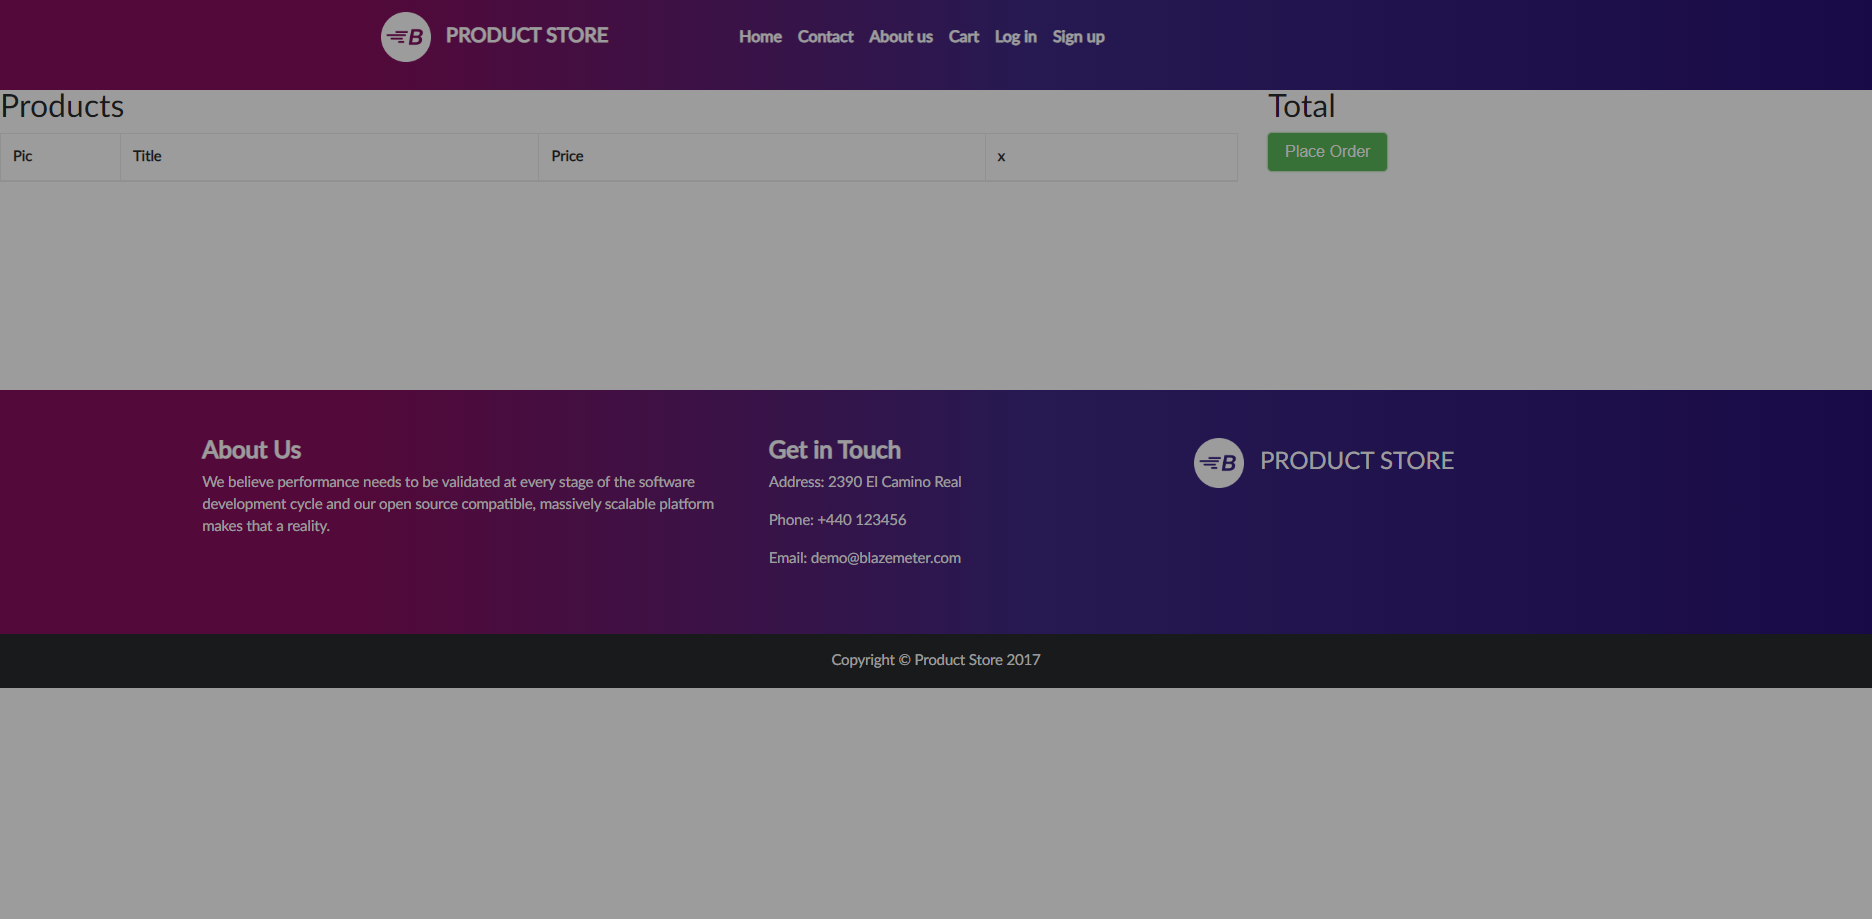 B PRODUCT STORE Home Contact About us Cart Log in Sign up
Products
Total
Pic Title Price x
Place Order
About Us
We believe performance needs to be validated at every stage of the software
development cycle and our open source compatible, massively scalable platform
makes that a reality.
Get in Touch
Address: 2390 El Camino Real
Phone: +440 123456
Email: demo@blazemeter.com
B PRODUCT STORE
Copyright © Product Store 2017